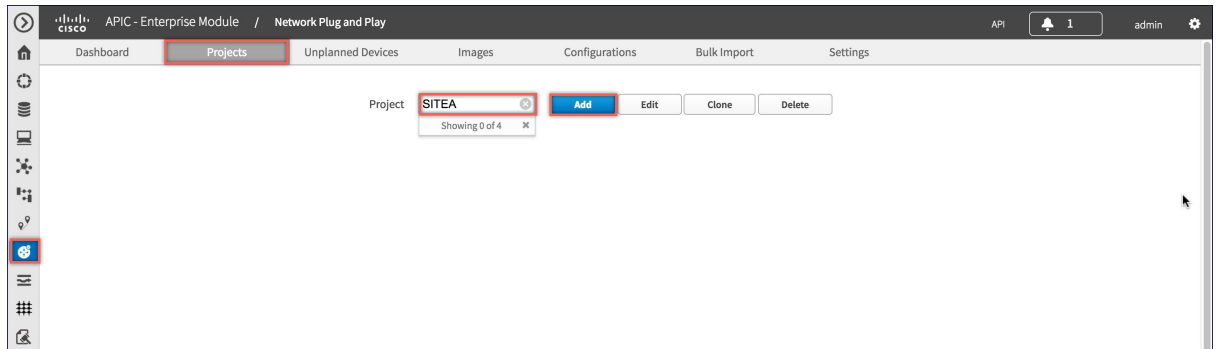 cisco APIC - Enterprise Module / Network Plug and Play API 1 admin
Dashboard Projects Unplanned Devices Images Configurations Bulk Import Settings
Project SITEA Add Edit Clone Delete
Showing 0 of 4